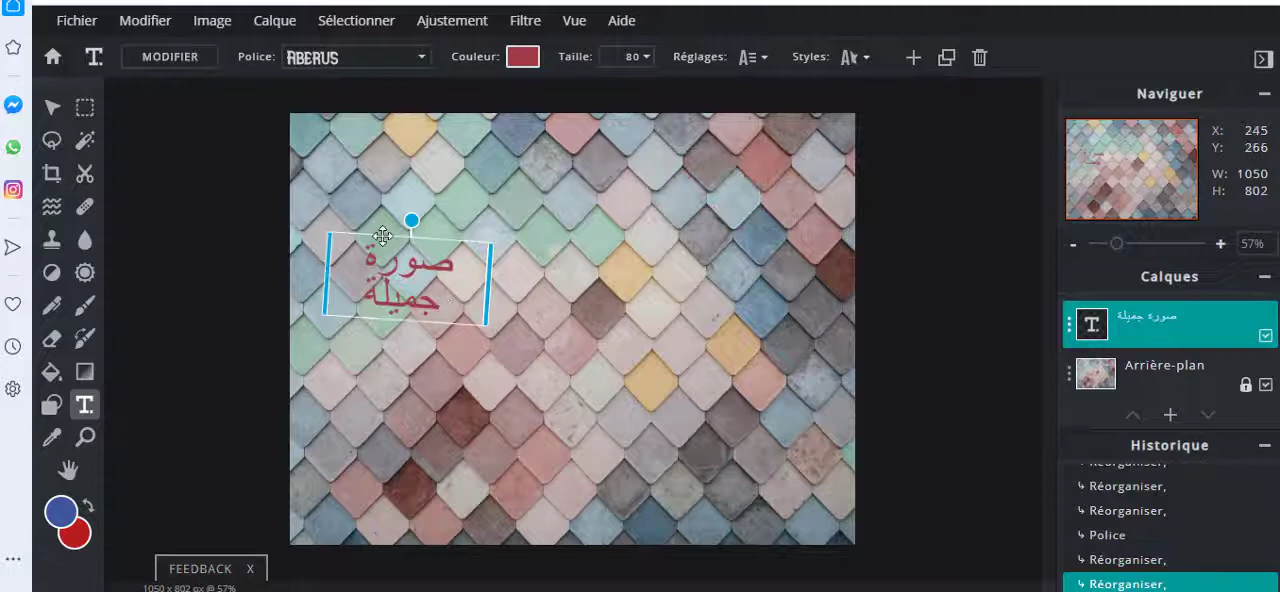 Fichier Modifier Image Calque Sélectionner Ajustement Filtre Vue Aide
T. MODIFIER Police: ABERUS Couleur: Taille: 80 Réglages: A Styles: A
Naviguer
X: 245
Y: 266
W: 1050
H: 802
- + 57%
صورة
جميلة
Calques
T. صورة جميلة
Arrière-plan
Historique
Réorganiser,
Réorganiser,
Réorganiser,
Police
Réorganiser,
Réorganiser,
FEEDBACK X
1050 x 802 px @ 57%